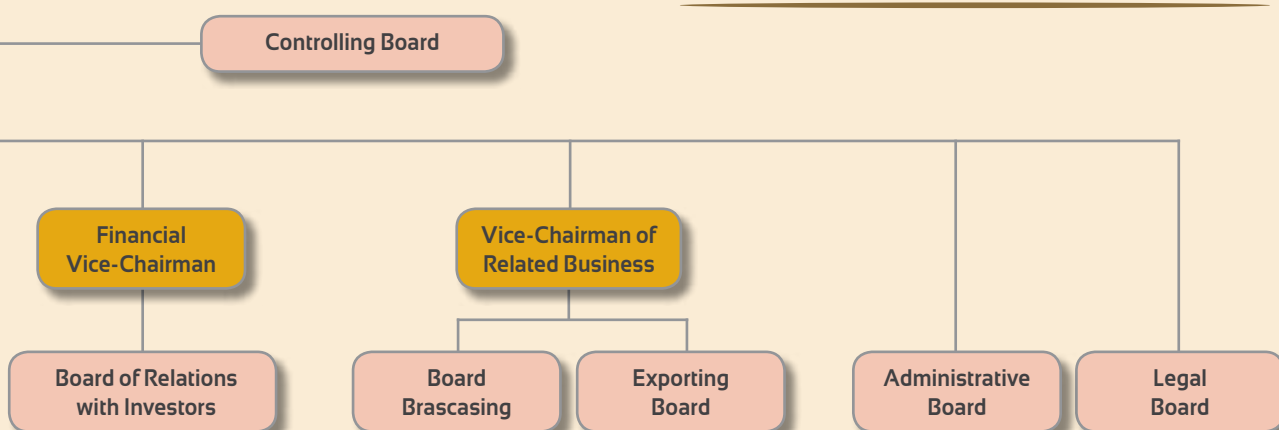 Controlling Board
Financial
Vice-Chairman
Vice-Chairman of
Related Business
Board of Relations
with Investors
Board
Brascasing
Exporting
Board
Administrative
Board
Legal
Board